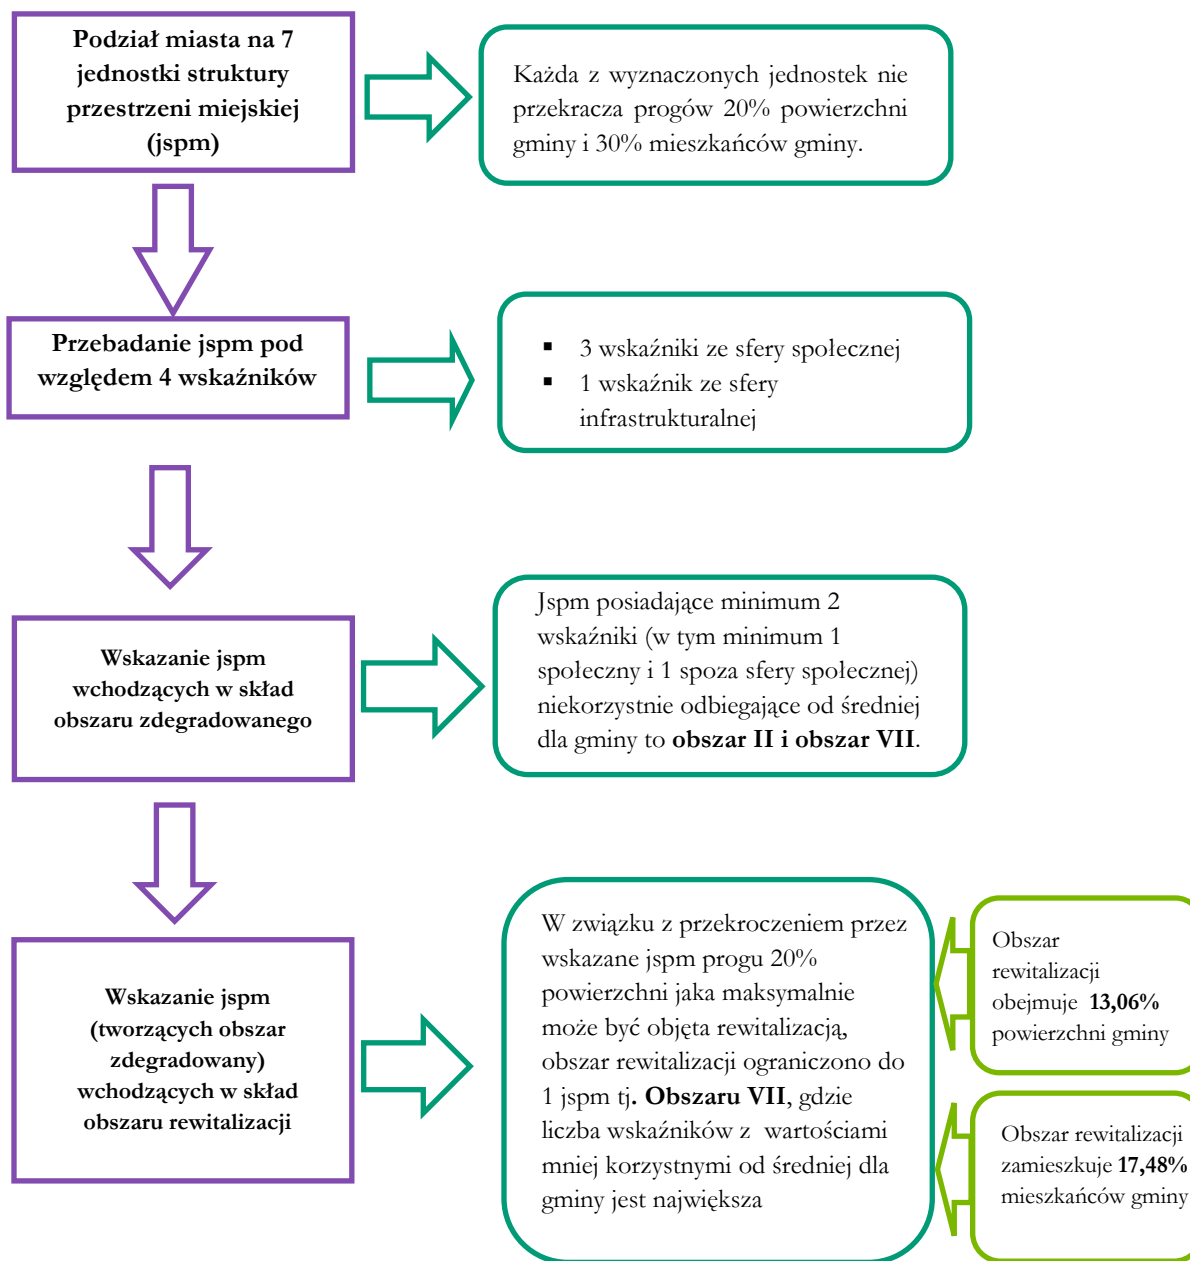 Podział miasta na 7
jednostki struktury
przestrzeni miejskiej
(jspm)
Każda z wyznaczonych jednostek nie
przekracza progów 20% powierzchni
gminy i 30% mieszkańców gminy.
Przebadanie jspm pod
względem 4 wskaźników
▪ 3 wskaźniki ze sfery społecznej
▪ 1 wskaźnik ze sfery
infrastrukturalnej
Wskazanie jspm
wchodzących w skład
obszaru zdegradowanego
Jspm posiadające minimum 2
wskaźniki (w tym minimum 1
społeczny i 1 spoza sfery społecznej)
niekorzystnie odbiegające od średniej
dla gminy to obszar II i obszar VII.
Wskazanie jspm
(tworzących obszar
zdegradowany)
wchodzących w skład
obszaru rewitalizacji
W związku z przekroczeniem przez
wskazane jspm progu 20%
powierzchni jaka maksymalnie
może być objęta rewitalizacją,
obszar rewitalizacji ograniczono do
1 jspm tj. Obszaru VII, gdzie
liczba wskaźników z wartościami
mniej korzystnymi od średniej dla
gminy jest największa
Obszar
rewitalizacji
obejmuje 13,06%
powierzchni gminy
Obszar rewitalizacji
zamieszkuje 17,48%
mieszkańców gminy